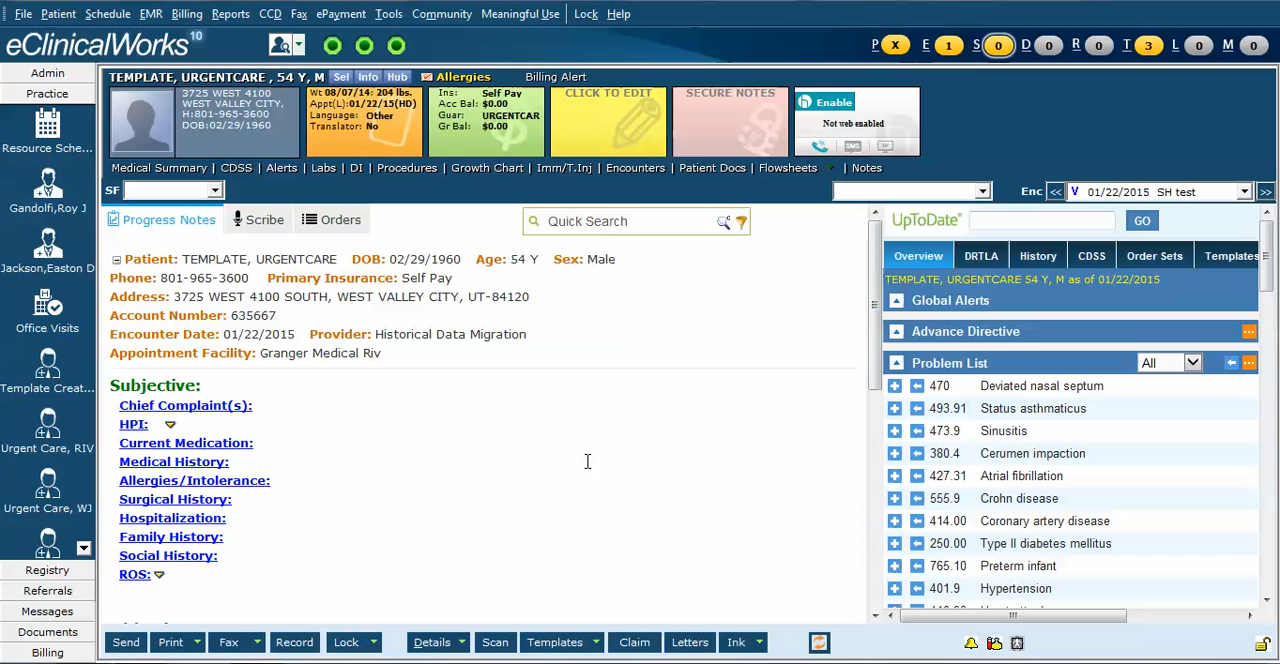 File Patient Schedule EMR Billing Reports CCD Fax ePayment Tools Community Meaningful Use Lock Help
eClinicalWorks 10 P X E 1 S 0 D 0 R 0 T 3 L 0 M 0
Admin
Practice
Resource Sche...
Gandolfi,Roy J
Jackson,Easton D
Office Visits
Template Creat...
Urgent Care, RIV
Urgent Care, WJ
Registry
Referrals
Messages
Documents
Billing
TEMPLATE, URGENTCARE , 54 Y, M Sel Info Hub Allergies Billing Alert
3725 WEST 4100
WEST VALLEY CITY,
H:801-965-3600
DOB:02/29/1960
Wt 08/07/14: 204 lbs.
Appt(L):01/22/15(HD)
Language: Other
Translator: No
Ins: Self Pay
Acc Bal: $0.00
Guar: URGENTCAR
Gr Bal: $0.00
CLICK TO EDIT
SECURE NOTES
h Enable
Not web enabled
SMS
Medical Summary | CDSS | Alerts | Labs | DI | Procedures | Growth Chart | Imm/T.Inj | Encounters | Patient Docs | Flowsheets | Notes
SF Enc << V 01/22/2015 SH test >>
Progress Notes Scribe Orders Quick Search ?
Patient: TEMPLATE, URGENTCARE DOB: 02/29/1960 Age: 54 Y Sex: Male
Phone: 801-965-3600 Primary Insurance: Self Pay
Address: 3725 WEST 4100 SOUTH, WEST VALLEY CITY, UT-84120
Account Number: 635667
Encounter Date: 01/22/2015 Provider: Historical Data Migration
Appointment Facility: Granger Medical Riv
Subjective:
Chief Complaint(s):
HPI:
Current Medication:
Medical History:
Allergies/Intolerance:
Surgical History:
Hospitalization:
Family History:
Social History:
ROS:
UpToDate® GO
Overview DRTLA History CDSS Order Sets Templates
TEMPLATE, URGENTCARE 54 Y, M as of 01/22/2015
Global Alerts
Advance Directive ...
Problem List All ...
470 Deviated nasal septum
493.91 Status asthmaticus
473.9 Sinusitis
380.4 Cerumen impaction
427.31 Atrial fibrillation
555.9 Crohn disease
414.00 Coronary artery disease
250.00 Type II diabetes mellitus
765.10 Preterm infant
401.9 Hypertension
Send Print Fax Record Lock Details Scan Templates Claim Letters Ink